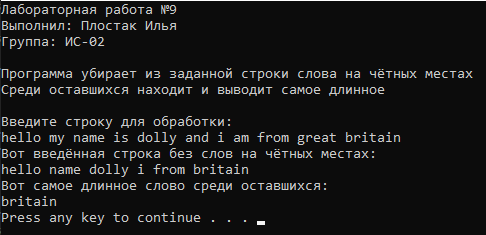 Лабораторная работа №9
Выполнил: Плостак Илья
Группа: ИС-02
Программа убирает из заданной строки слова на чётных местах
Среди оставшихся находит и выводит самое длинное
Введите строку для обработки:
hello my name is dolly and i am from great britain
Вот введённая строка без слов на чётных местах:
hello name dolly i from britain
Вот самое длинное слово среди оставшихся:
britain
Press any key to continue . . .